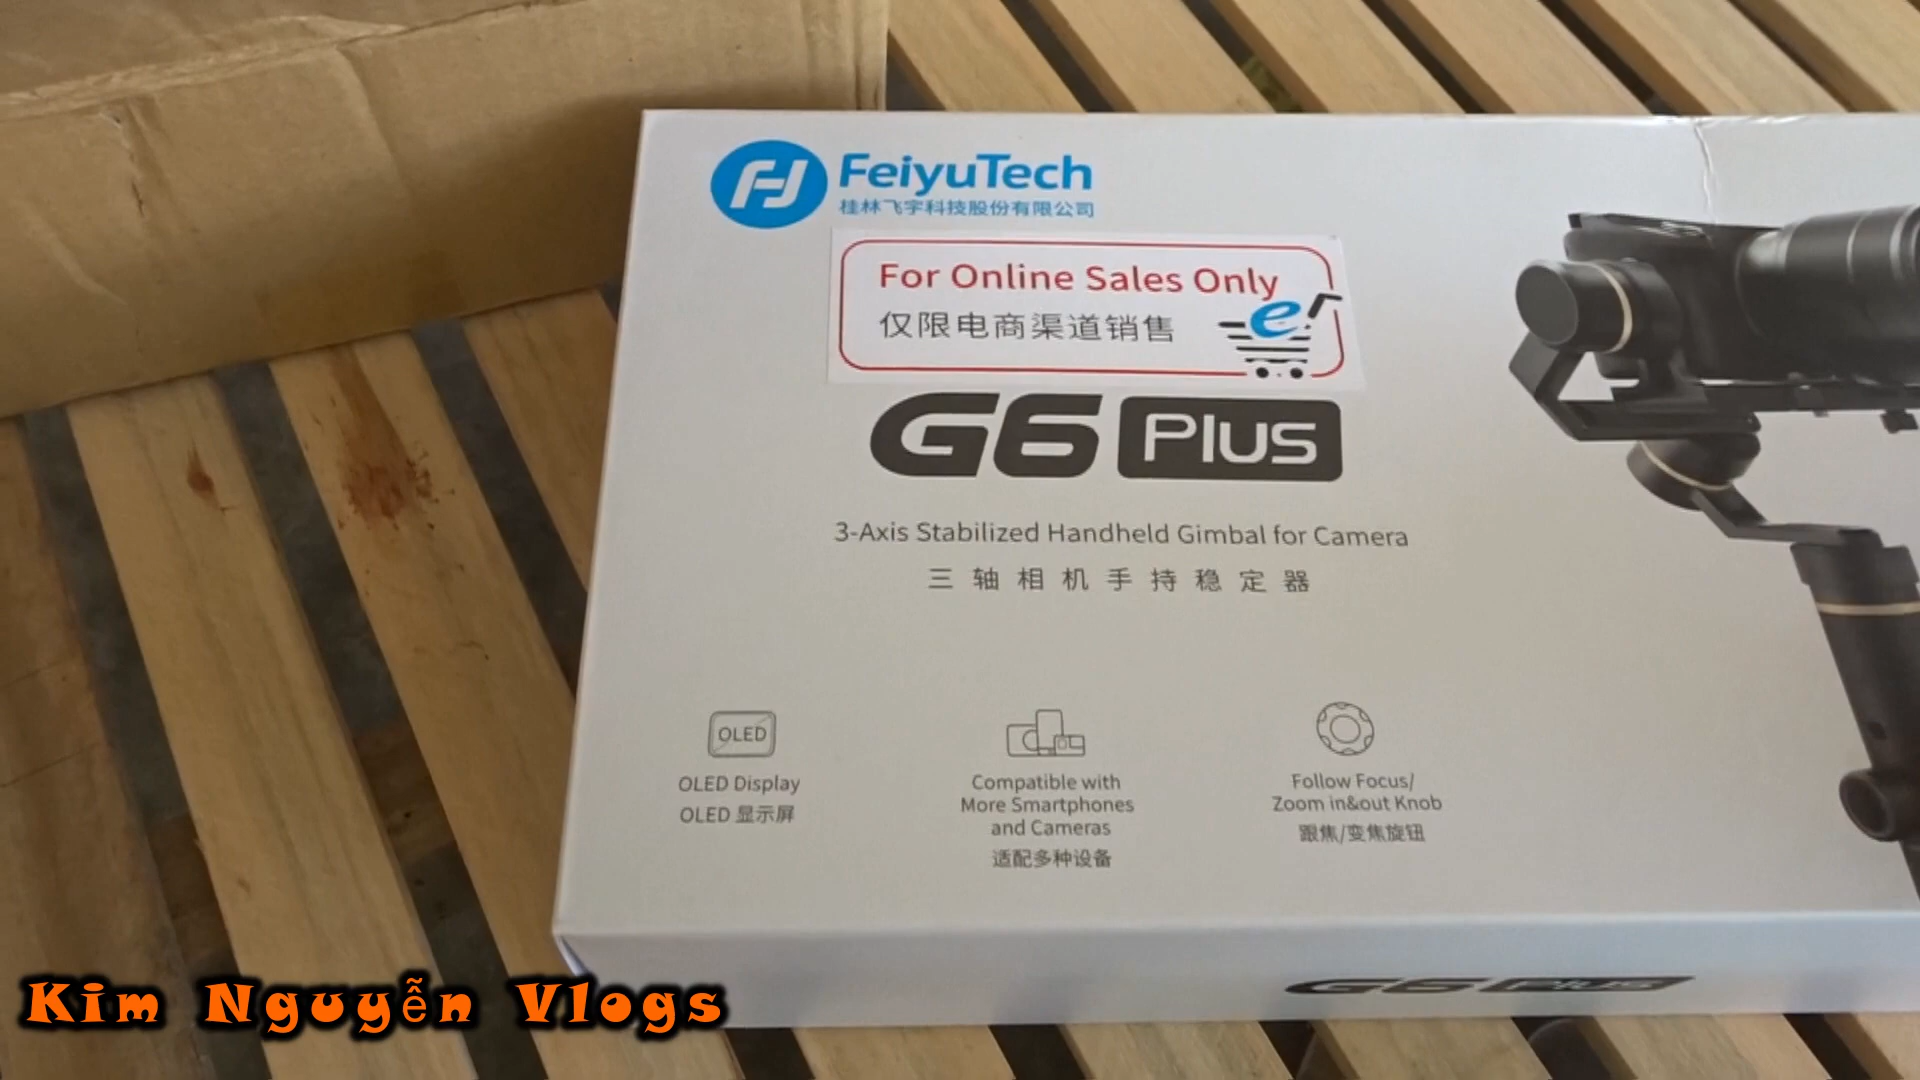 FeiyuTech
桂林飞宇科技股份有限公司
For Online Sales Only
仅限电商渠道销售
e
G6 Plus
3-Axis Stabilized Handheld Gimbal for Camera
三轴相机手持稳定器
OLED
OLED Display
OLED 显示屏
Compatible with
More Smartphones
and Cameras
适配多种设备
Follow Focus/
Zoom in&out Knob
跟焦/变焦旋钮
G6 Plus
Kim Nguyễn Vlogs